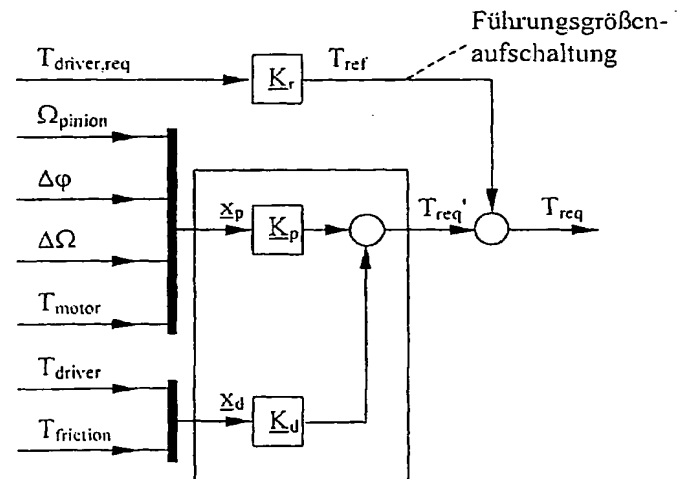 Führungsgrößen-
aufschaltung
T_driver,req
K_r
T_ref
Ω_pinion
Δφ
ΔΩ
T_motor
x_p
K_p
T_req'
T_req
T_driver
T_friction
x_d
K_d